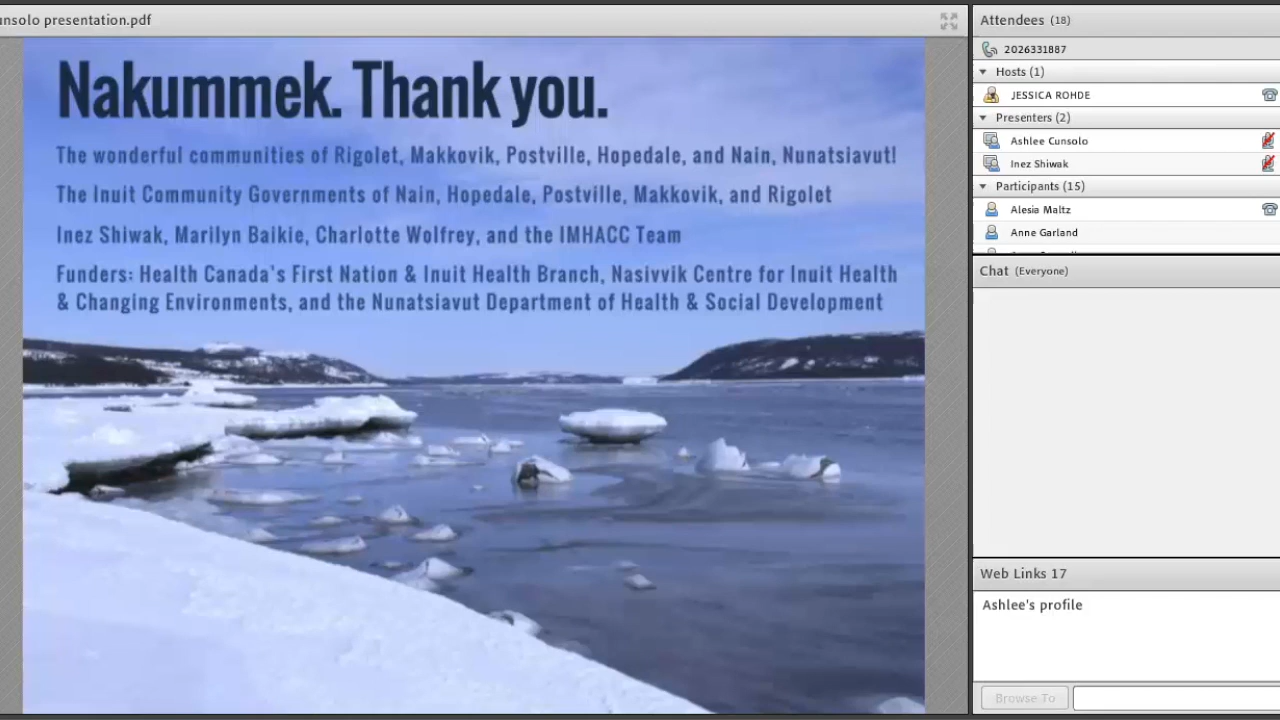 unsolo presentation.pdf
Nakummek. Thank you.
The wonderful communities of Rigolet, Makkovik, Postville, Hopedale, and Nain, Nunatsiavut!
The Inuit Community Governments of Nain, Hopedale, Postville, Makkovik, and Rigolet
Inez Shiwak, Marilyn Baikie, Charlotte Wolfrey, and the IMHACC Team
Funders: Health Canada's First Nation & Inuit Health Branch, Nasivvik Centre for Inuit Health
& Changing Environments, and the Nunatsiavut Department of Health & Social Development
Attendees (18)
2026331887
Hosts (1)
JESSICA ROHDE
Presenters (2)
Ashlee Cunsolo
Inez Shiwak
Participants (15)
Alesia Maltz
Anne Garland
Chat (Everyone)
Web Links 17
Ashlee's profile
Browse To